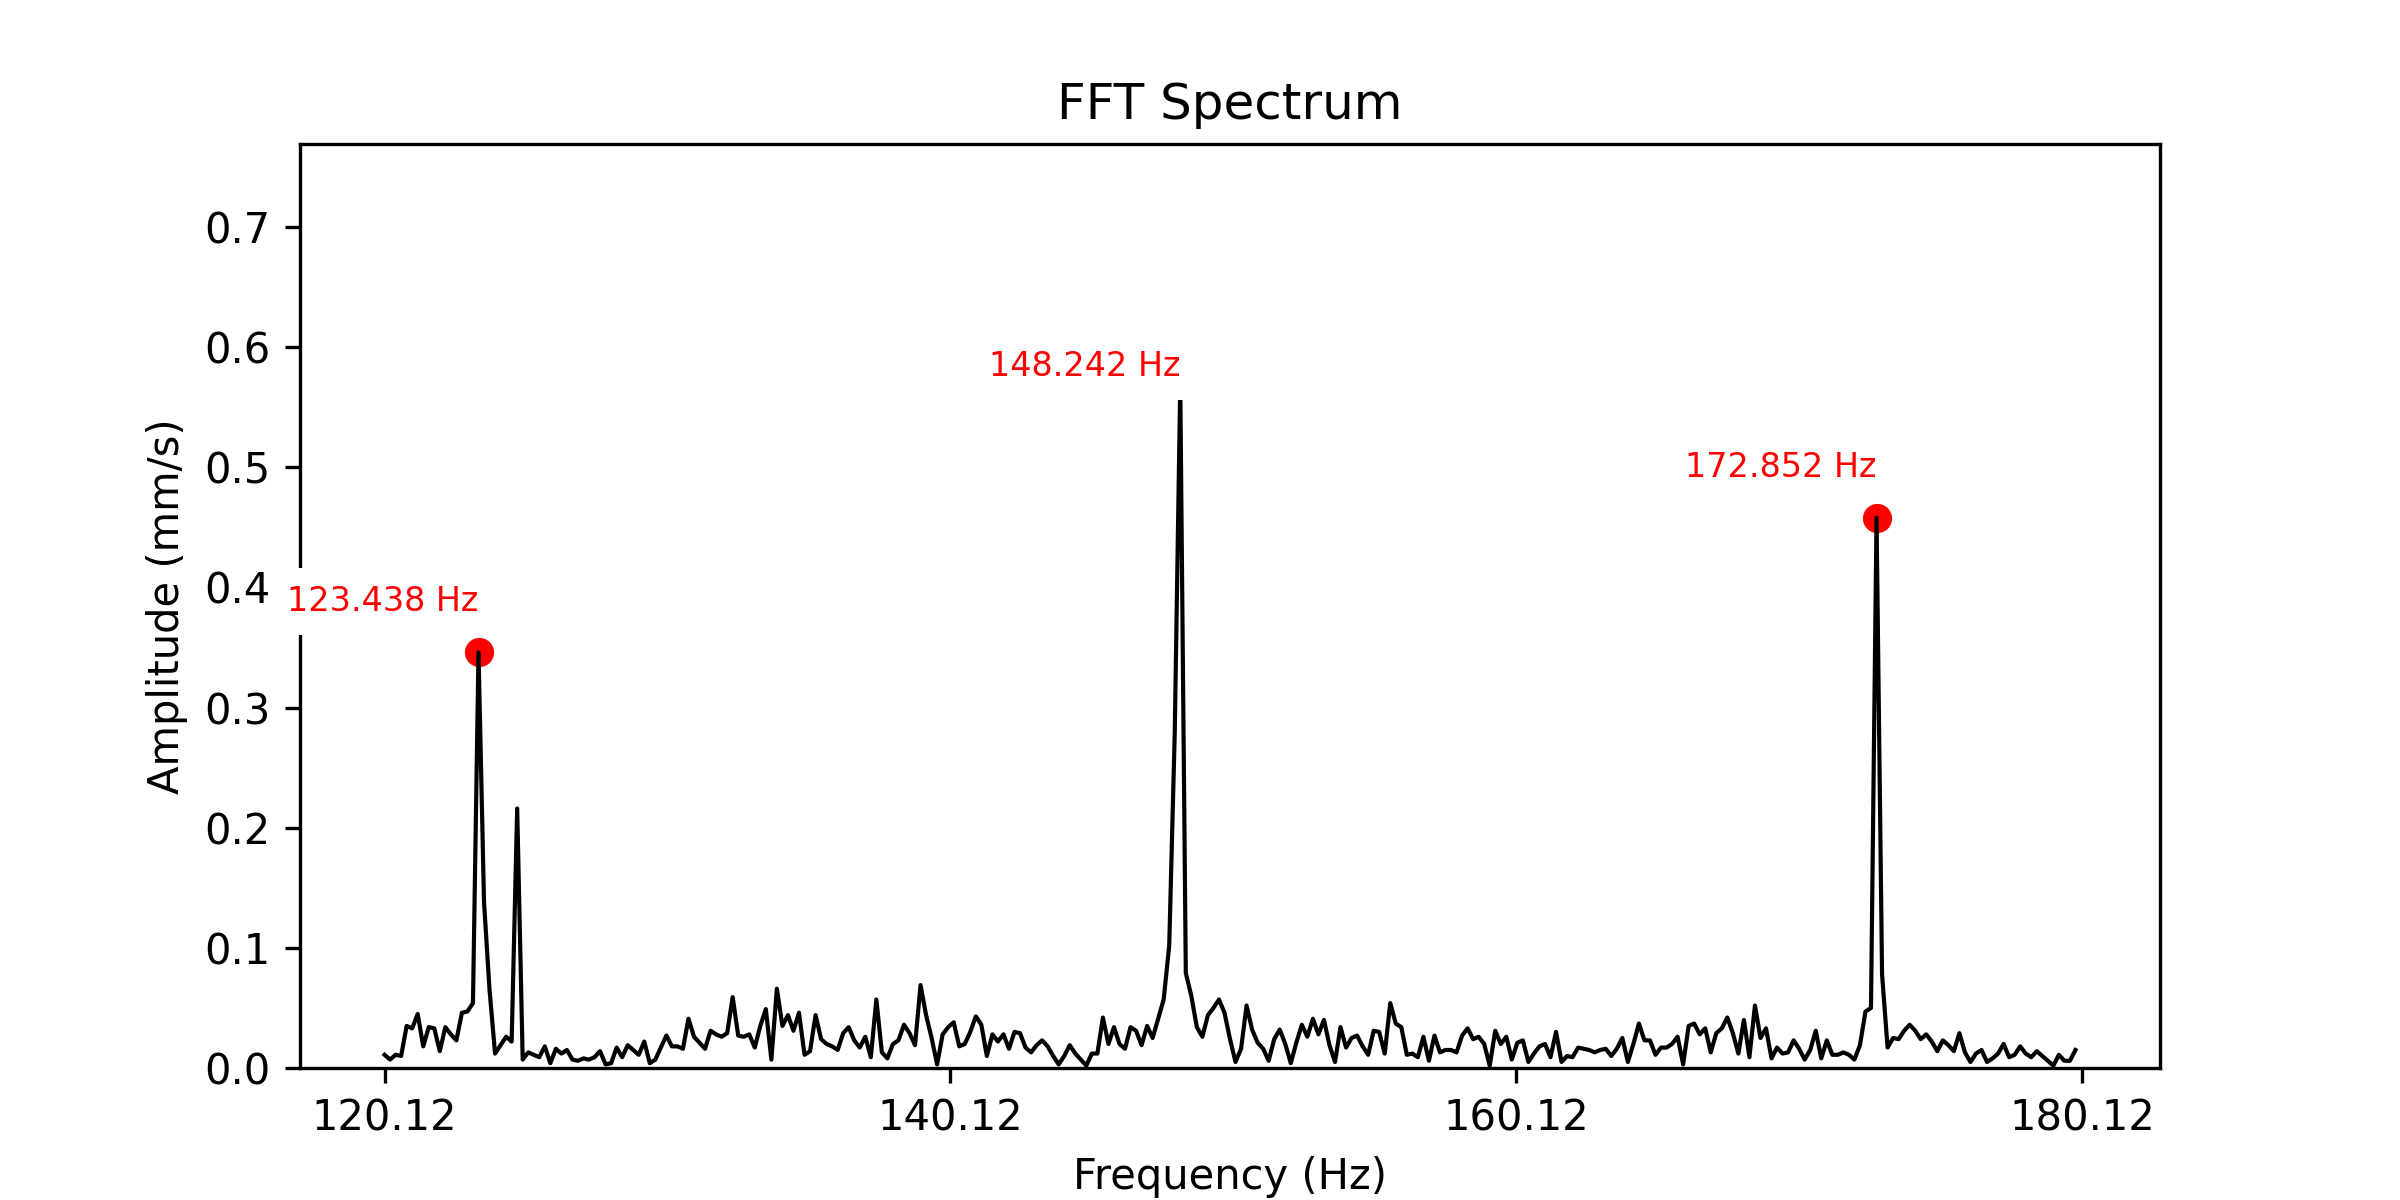 FFT Spectrum
0.7
0.6
148.242 Hz
0.5
172.852 Hz
0.4
123.438 Hz
0.3
0.2
0.1
0.0
Amplitude (mm/s)
120.12
140.12
160.12
180.12
Frequency (Hz)